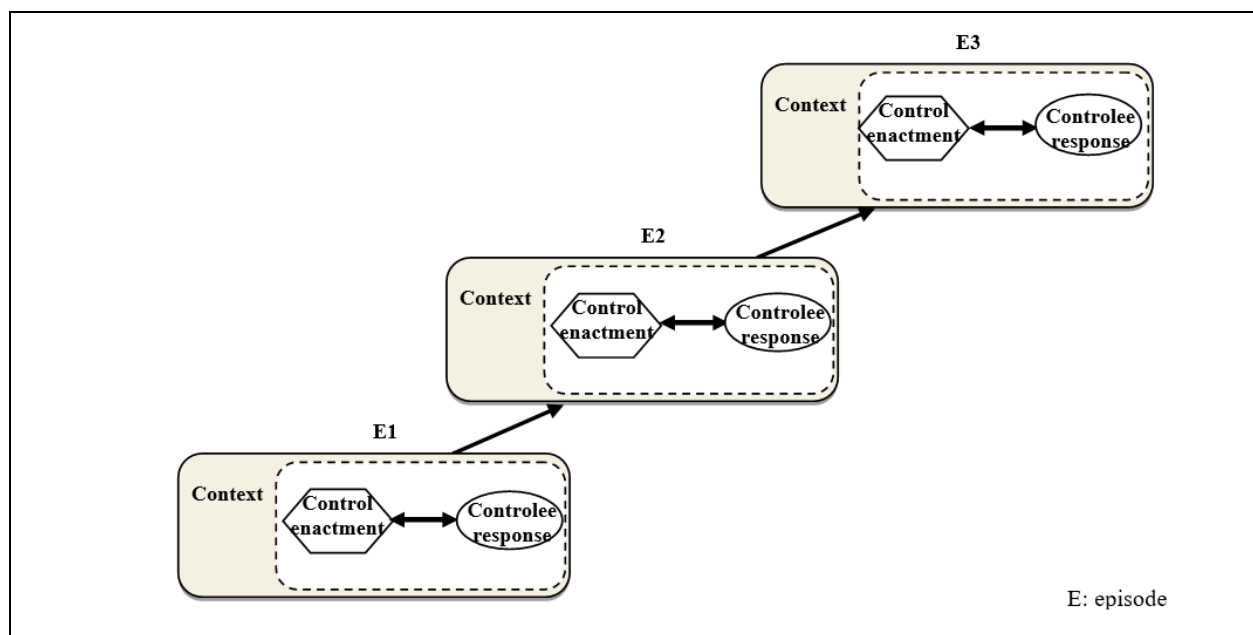 E3
Context
Control
enactment
Controlee
response
E2
Context
Control
enactment
Controlee
response
E1
Context
Control
enactment
Controlee
response
E: episode